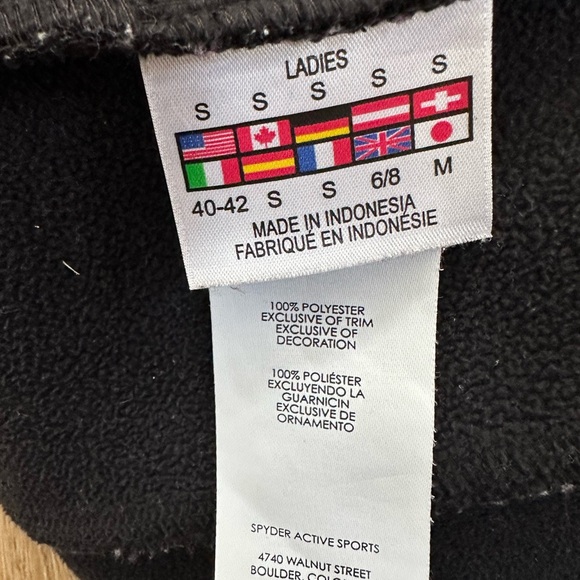 LADIES
S S S S S
40-42 S S 6/8 M
MADE IN INDONESIA
FABRIQUÉ EN INDONÉSIE
100% POLYESTER
EXCLUSIVE OF TRIM
EXCLUSIVE OF
DECORATION
100% POLIÉSTER
EXCLUYENDO LA
GUARNICIN
EXCLUSIVE DE
ORNAMENTO
SPYDER ACTIVE SPORTS
4740 WALNUT STREET
BOULDER,